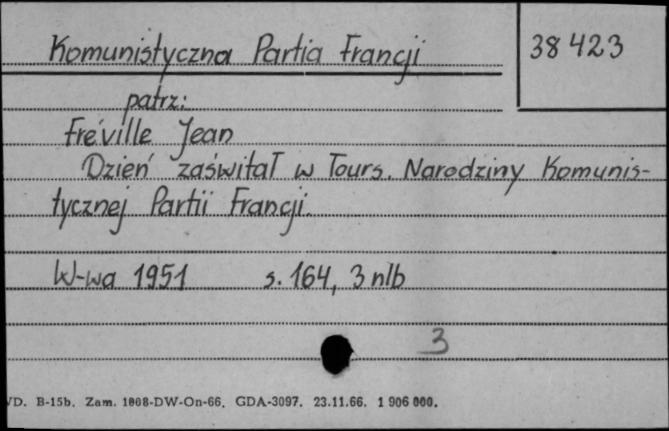 Komunistyczna Partia Francji
38 423
patrz:
Fréville Jean
Dzień zaświtał w Tours. Narodziny Komunis-
tycznej Partii Francji.
W-wa 1951 s. 164, 3 nlb
3
VD. B-15b. Zam. 1808-DW-On-66. GDA-3097. 23.11.66. 1 906 000.